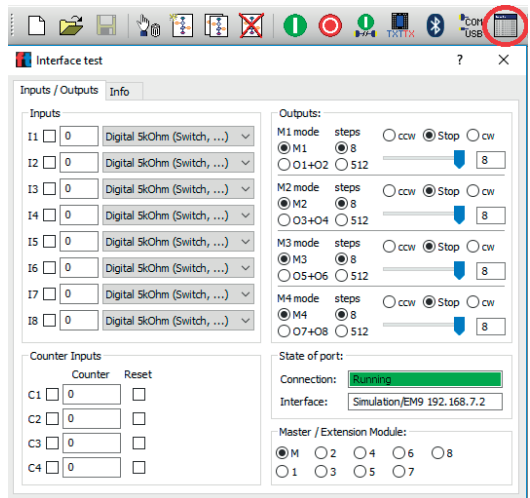 COM
TXTTX USB
ft Interface test ? X
Inputs / Outputs Info
Inputs
I1 0 Digital 5kOhm (Switch, ...)
I2 0 Digital 5kOhm (Switch, ...)
I3 0 Digital 5kOhm (Switch, ...)
I4 0 Digital 5kOhm (Switch, ...)
I5 0 Digital 5kOhm (Switch, ...)
I6 0 Digital 5kOhm (Switch, ...)
I7 0 Digital 5kOhm (Switch, ...)
I8 0 Digital 5kOhm (Switch, ...)
Counter Inputs
Counter Reset
C1 0
C2 0
C3 0
C4 0
Outputs:
M1 mode steps ccw Stop cw
M1 8
O1+O2 512 8
M2 mode steps ccw Stop cw
M2 8
O3+O4 512 8
M3 mode steps ccw Stop cw
M3 8
O5+O6 512 8
M4 mode steps ccw Stop cw
M4 8
O7+O8 512 8
State of port:
Connection: Running
Interface: Simulation/EM9 192.168.7.2
Master / Extension Module:
M 2 4 6 8
1 3 5 7